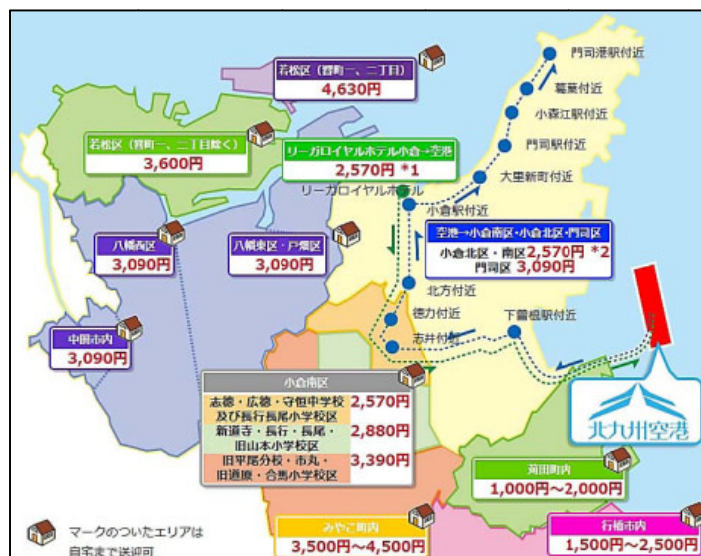 若松区（響町一、二丁目）
4,630円
門司港駅付近
葛葉付近
小森江駅付近
門司駅付近
大里新町付近
若松区（響町一、二丁目除く）
3,600円
リーガロイヤルホテル小倉→空港
2,570円 *1
リーガロイヤルホテル
小倉駅付近
八幡西区
3,090円
八幡東区・戸畑区
3,090円
空港→小倉南区・小倉北区・門司区
小倉北区・南区2,570円 *2
門司区 3,090円
北方付近
徳力付近
志井付近
下曽根駅付近
中間市内
3,090円
小倉南区
志徳・広徳・守恒中学校
及び長行長尾小学校区
2,570円
新道寺・長行・長尾・
旧山本小学校区
2,880円
旧平尾分校・市丸・
旧道原・合馬小学校区
3,390円
北九州空港
苅田町内
1,000円～2,000円
みやこ町内
3,500円～4,500円
行橋市内
1,500円～2,500円
マークのついたエリアは
自宅まで送迎可